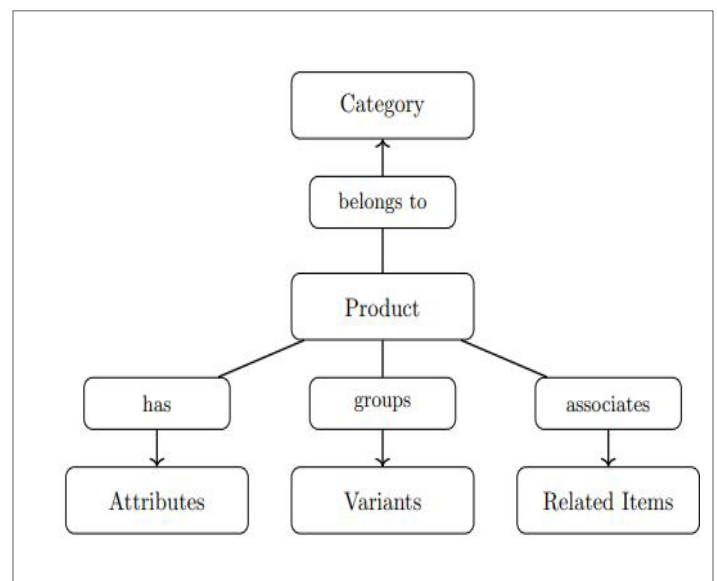 Category
belongs to
Product
has
groups
associates
Attributes
Variants
Related Items